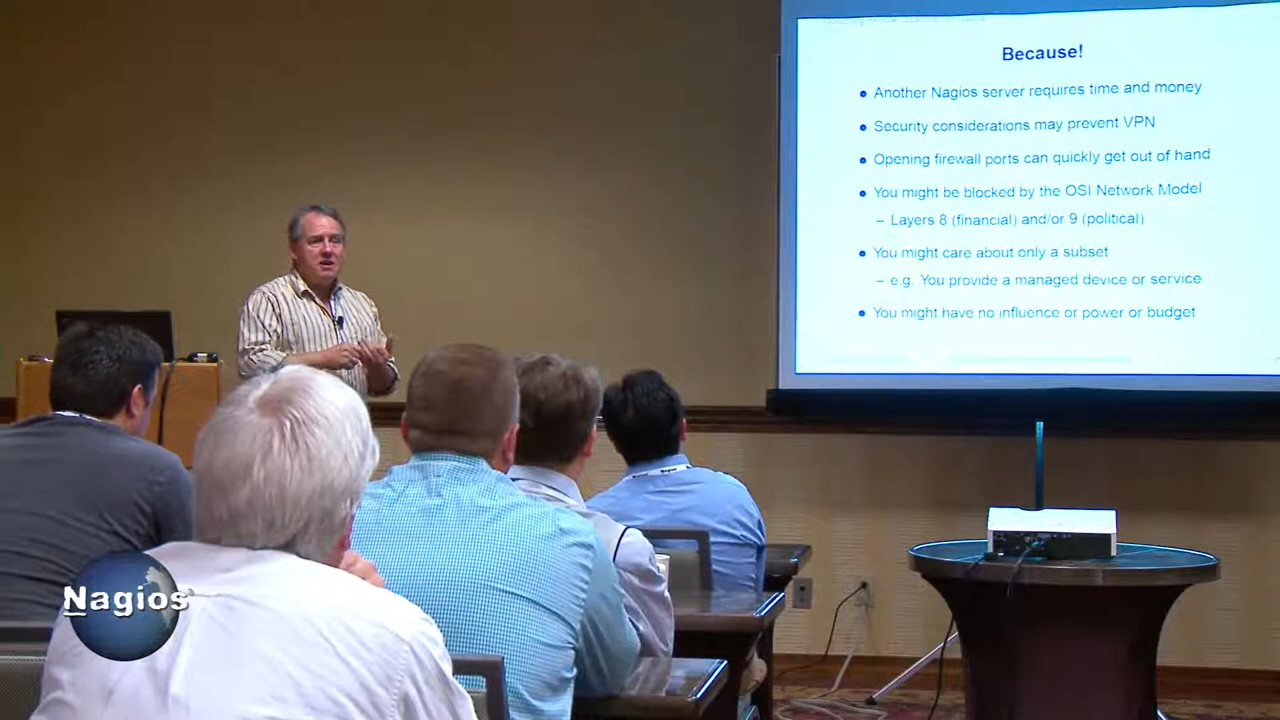 Because!
Another Nagios server requires time and money
Security considerations may prevent VPN
Opening firewall ports can quickly get out of hand
You might be blocked by the OSI Network Model
– Layers 8 (financial) and/or 9 (political)
You might care about only a subset
– e.g. You provide a managed device or service
You might have no influence or power or budget
Nagios
Nagios